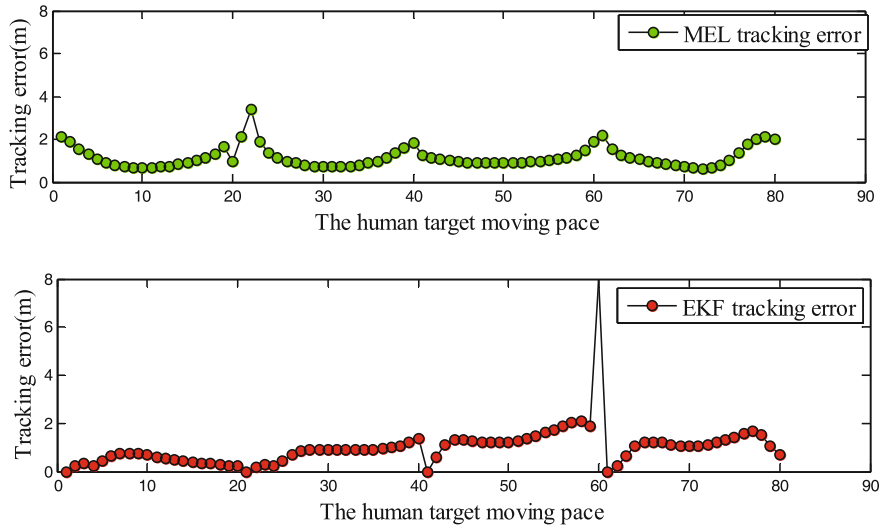 8
6
4
2
0
Tracking error(m)
MEL tracking error
0 10 20 30 40 50 60 70 80 90
The human target moving pace
8
6
4
2
0
Tracking error(m)
EKF tracking error
0 10 20 30 40 50 60 70 80 90
The human target moving pace